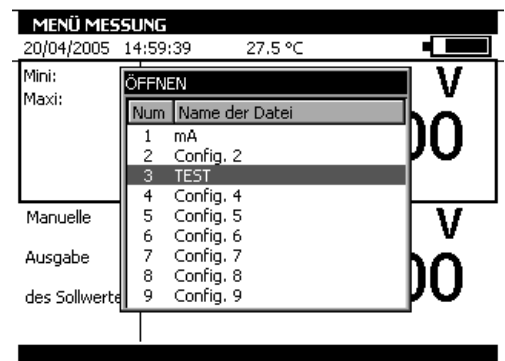 MENÜ MESSUNG
20/04/2005 14:59:39 27.5 °C
Mini:
Maxi:
V
00
ÖFFNEN
Num Name der Datei
1 mA
2 Config. 2
3 TEST
4 Config. 4
5 Config. 5
6 Config. 6
7 Config. 7
8 Config. 8
9 Config. 9
Manuelle
Ausgabe
des Sollwerte
V
00